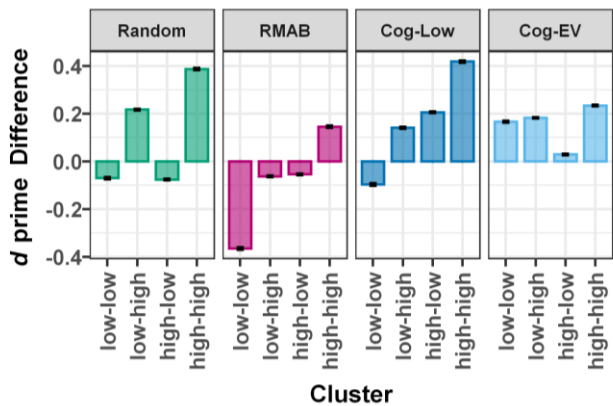 Random RMAB Cog-Low Cog-EV
d prime Difference
0.4
0.2
0.0
-0.2
-0.4
low-low low-high high-low high-high low-low low-high high-low high-high low-low low-high high-low high-high low-low low-high high-low high-high
Cluster